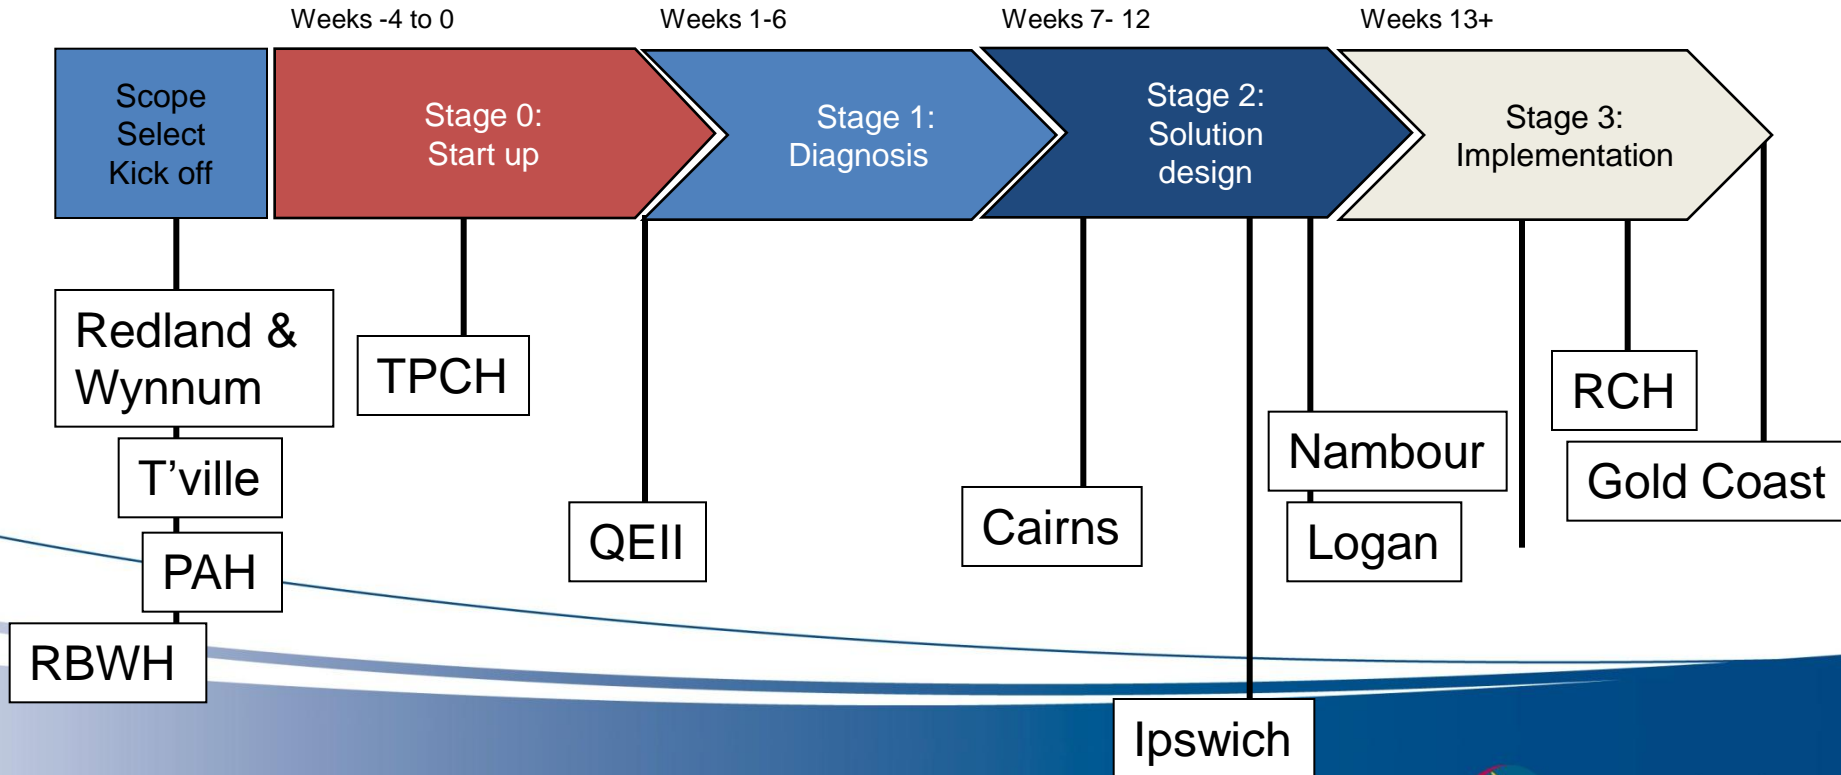 Weeks -4 to 0
Weeks 1-6
Weeks 7- 12
Weeks 13+
Scope
Select
Kick off
Stage 0:
Start up
Stage 1:
Diagnosis
Stage 2:
Solution
design
Stage 3:
Implementation
Redland &
Wynnum
T’ville
PAH
RBWH
TPCH
QEII
Cairns
Ipswich
Nambour
Logan
RCH
Gold Coast